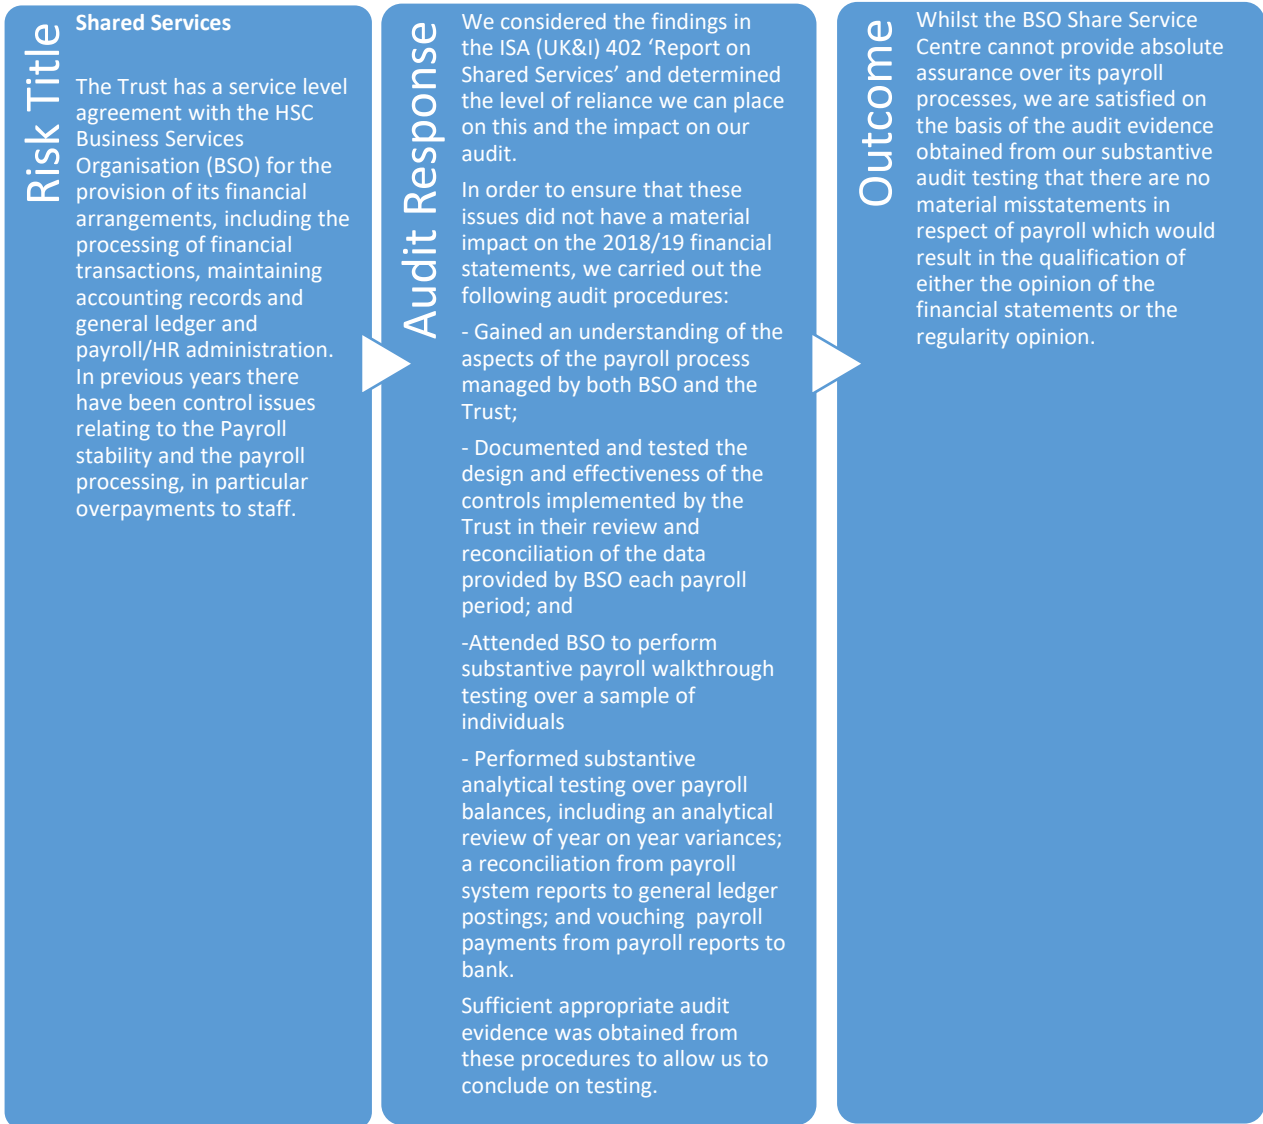 Risk Title
Shared Services
The Trust has a service level
agreement with the HSC
Business Services
Organisation (BSO) for the
provision of its financial
arrangements, including the
processing of financial
transactions, maintaining
accounting records and
general ledger and
payroll/HR administration.
In previous years there
have been control issues
relating to the Payroll
stability and the payroll
processing, in particular
overpayments to staff.
Audit Response
We considered the findings in
the ISA (UK&I) 402 ‘Report on
Shared Services’ and determined
the level of reliance we can place
on this and the impact on our
audit.
In order to ensure that these
issues did not have a material
impact on the 2018/19 financial
statements, we carried out the
following audit procedures:
- Gained an understanding of the
aspects of the payroll process
managed by both BSO and the
Trust;
- Documented and tested the
design and effectiveness of the
controls implemented by the
Trust in their review and
reconciliation of the data
provided by BSO each payroll
period; and
-Attended BSO to perform
substantive payroll walkthrough
testing over a sample of
individuals
- Performed substantive
analytical testing over payroll
balances, including an analytical
review of year on year variances;
a reconciliation from payroll
system reports to general ledger
postings; and vouching payroll
payments from payroll reports to
bank.
Sufficient appropriate audit
evidence was obtained from
these procedures to allow us to
conclude on testing.
Outcome
Whilst the BSO Share Service
Centre cannot provide absolute
assurance over its payroll
processes, we are satisfied on
the basis of the audit evidence
obtained from our substantive
audit testing that there are no
material misstatements in
respect of payroll which would
result in the qualification of
either the opinion of the
financial statements or the
regularity opinion.